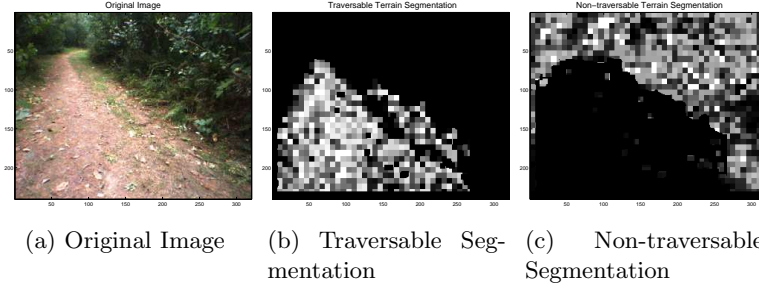 Original Image
Traversable Terrain Segmentation
Non-traversable Terrain Segmentation
50
100
150
200
50 100 150 200 250 300
50
100
150
200
50 100 150 200 250 300
50
100
150
200
50 100 150 200 250 300
(a) Original Image
(b) Traversable Seg-
mentation
(c) Non-traversable
Segmentation